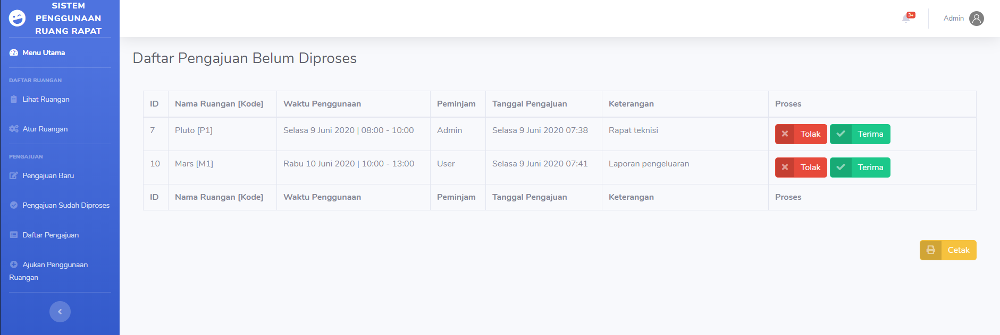 SISTEM
PENGGUNAAN
RUANG RAPAT
3+
Admin
Menu Utama
DAFTAR RUANGAN
Lihat Ruangan
Atur Ruangan
PENGAJUAN
Pengajuan Baru
Pengajuan Sudah Diproses
Daftar Pengajuan
Ajukan Penggunaan
Ruangan
Daftar Pengajuan Belum Diproses
ID Nama Ruangan [Kode] Waktu Penggunaan Peminjam Tanggal Pengajuan Keterangan Proses
7 Pluto [P1] Selasa 9 Juni 2020 | 08:00 - 10:00 Admin Selasa 9 Juni 2020 07:38 Rapat teknisi Tolak Terima
10 Mars [M1] Rabu 10 Juni 2020 | 10:00 - 13:00 User Selasa 9 Juni 2020 07:41 Laporan pengeluaran Tolak Terima
ID Nama Ruangan [Kode] Waktu Penggunaan Peminjam Tanggal Pengajuan Keterangan Proses
Cetak